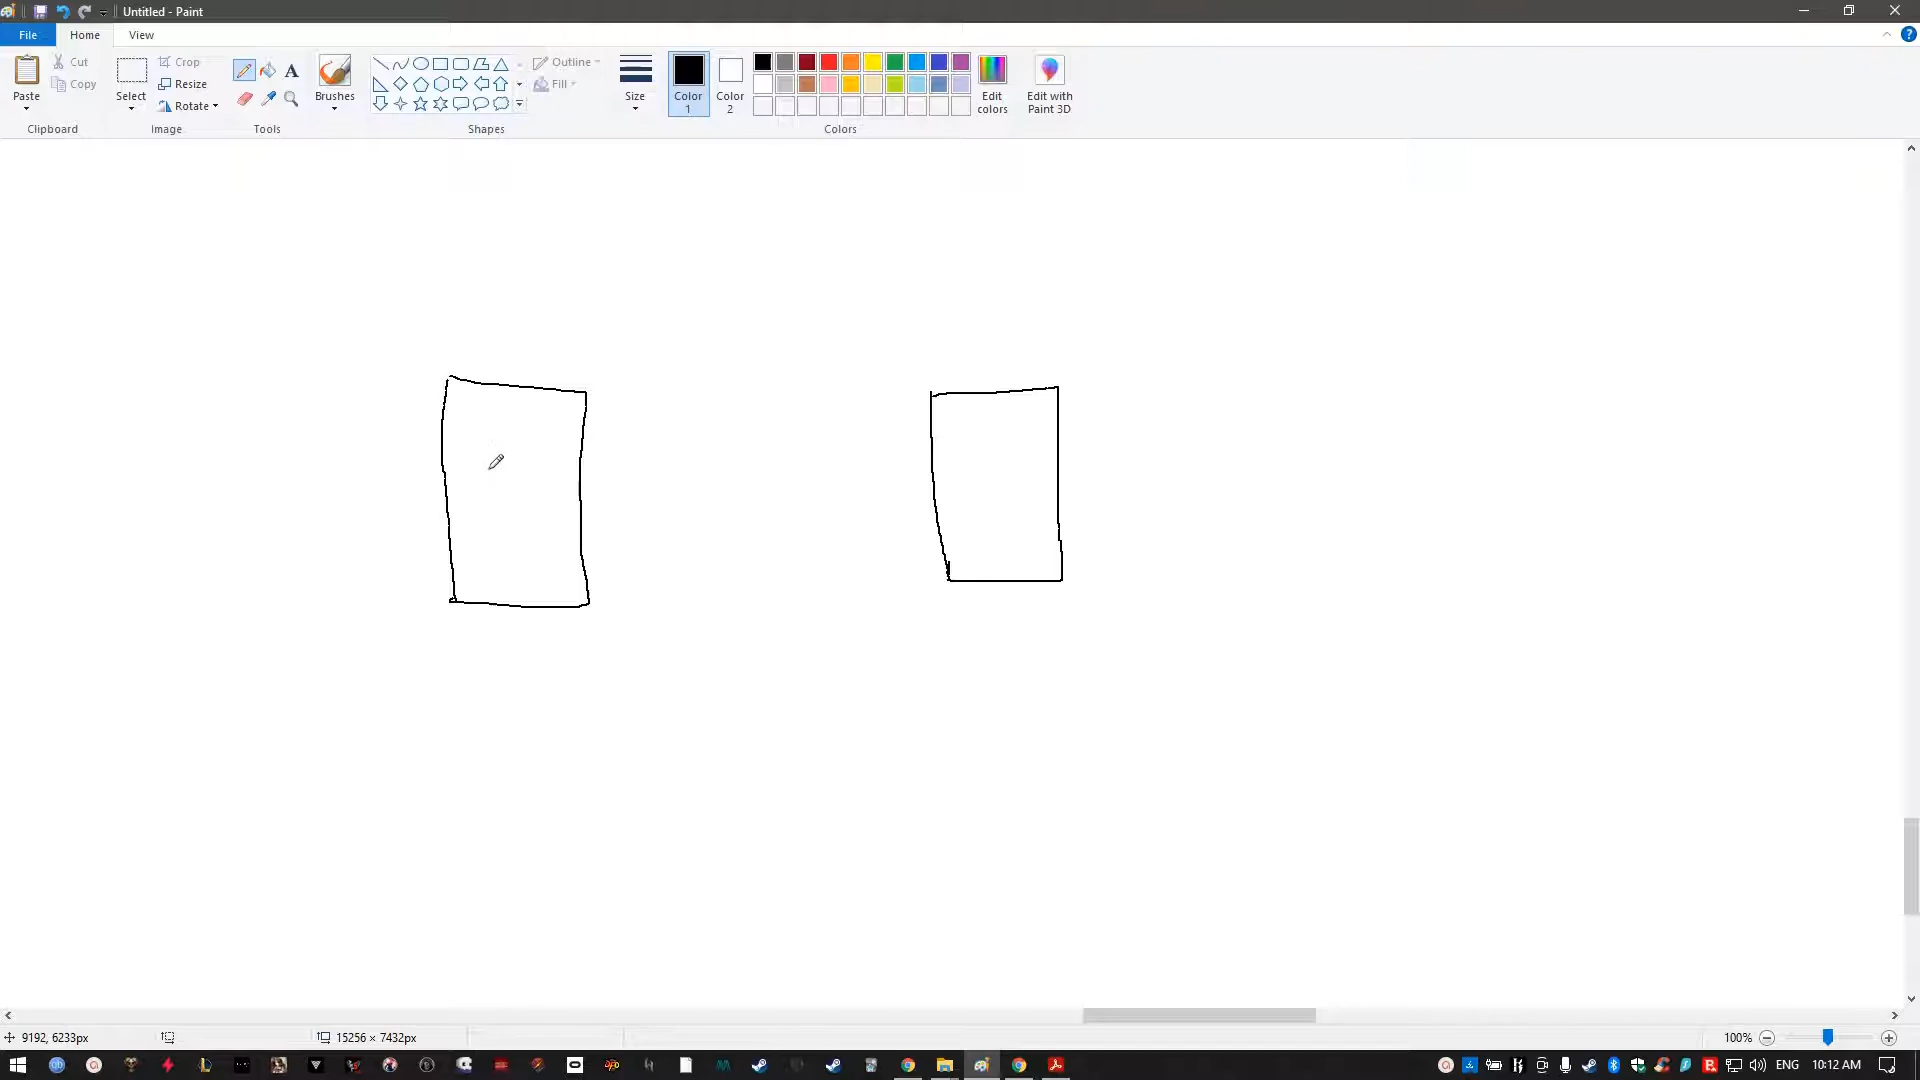 Untitled - Paint
File Home View
Paste
Cut
Copy
Clipboard
Select
Crop
Resize
Rotate
Image
A
Tools
Brushes
Outline
Fill
Shapes
Size
Color 1
Color 2
Edit colors
Edit with Paint 3D
Colors
9192, 6233px
15256 × 7432px
100%
ENG 10:12 AM